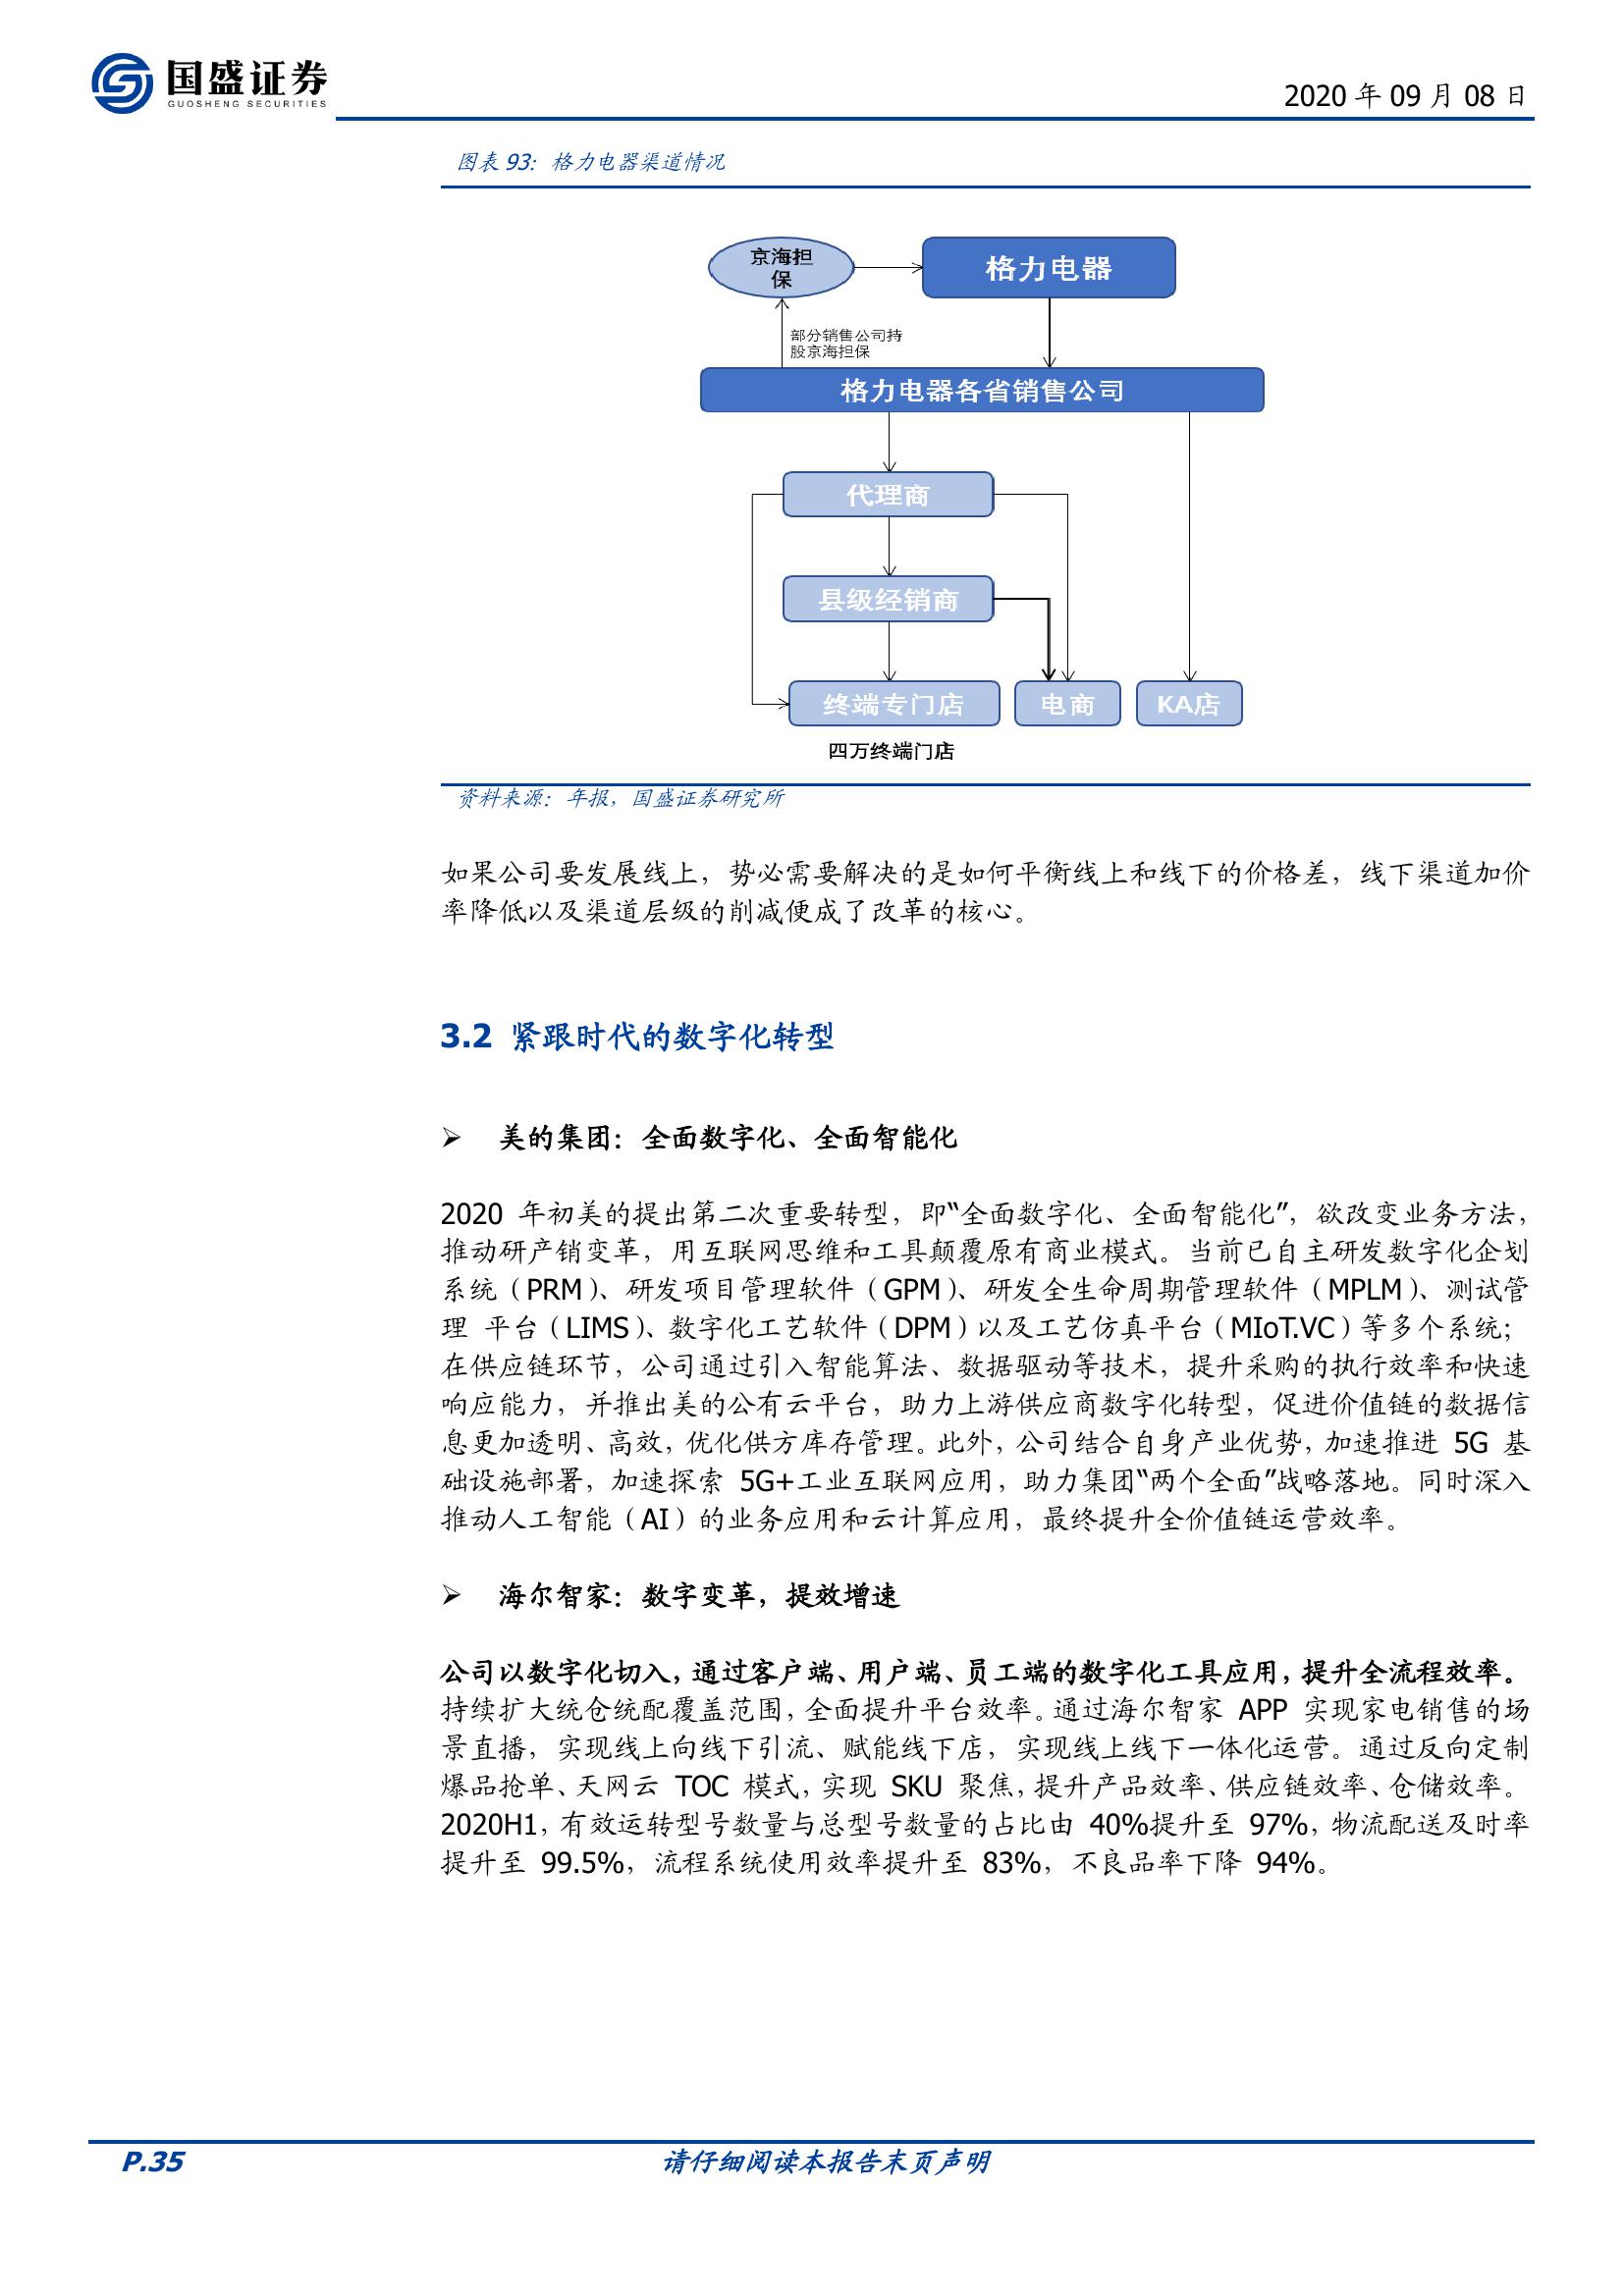 国盛证券
GUOSHENG SECURITIES
2020 年 09 月 08 日
图表 93：格力电器渠道情况
京海担
保
格力电器
部分销售公司持
股京海担保
格力电器各省销售公司
代理商
县级经销商
终端专门店
电商
KA店
四万终端门店
资料来源：年报，国盛证券研究所
如果公司要发展线上，势必需要解决的是如何平衡线上和线下的价格差，线下渠道加价
率降低以及渠道层级的削减便成了改革的核心。
3.2 紧跟时代的数字化转型
➢ 美的集团：全面数字化、全面智能化
2020 年初美的提出第二次重要转型，即“全面数字化、全面智能化”，欲改变业务方法，
推动研产销变革，用互联网思维和工具颠覆原有商业模式。当前已自主研发数字化企划
系统（PRM）、研发项目管理软件（GPM）、研发全生命周期管理软件（MPLM）、测试管
理 平台（LIMS）、数字化工艺软件（DPM）以及工艺仿真平台（MIoT.VC）等多个系统；
在供应链环节，公司通过引入智能算法、数据驱动等技术，提升采购的执行效率和快速
响应能力，并推出美的公有云平台，助力上游供应商数字化转型，促进价值链的数据信
息更加透明、高效，优化供方库存管理。此外，公司结合自身产业优势，加速推进 5G 基
础设施部署，加速探索 5G+工业互联网应用，助力集团“两个全面”战略落地。同时深入
推动人工智能（AI）的业务应用和云计算应用，最终提升全价值链运营效率。
➢ 海尔智家：数字变革，提效增速
公司以数字化切入，通过客户端、用户端、员工端的数字化工具应用，提升全流程效率。
持续扩大统仓统配覆盖范围，全面提升平台效率。通过海尔智家 APP 实现家电销售的场
景直播，实现线上向线下引流、赋能线下店，实现线上线下一体化运营。通过反向定制
爆品抢单、天网云 TOC 模式，实现 SKU 聚焦，提升产品效率、供应链效率、仓储效率。
2020H1，有效运转型号数量与总型号数量的占比由 40%提升至 97%，物流配送及时率
提升至 99.5%，流程系统使用效率提升至 83%，不良品率下降 94%。
P.35
请仔细阅读本报告末页声明